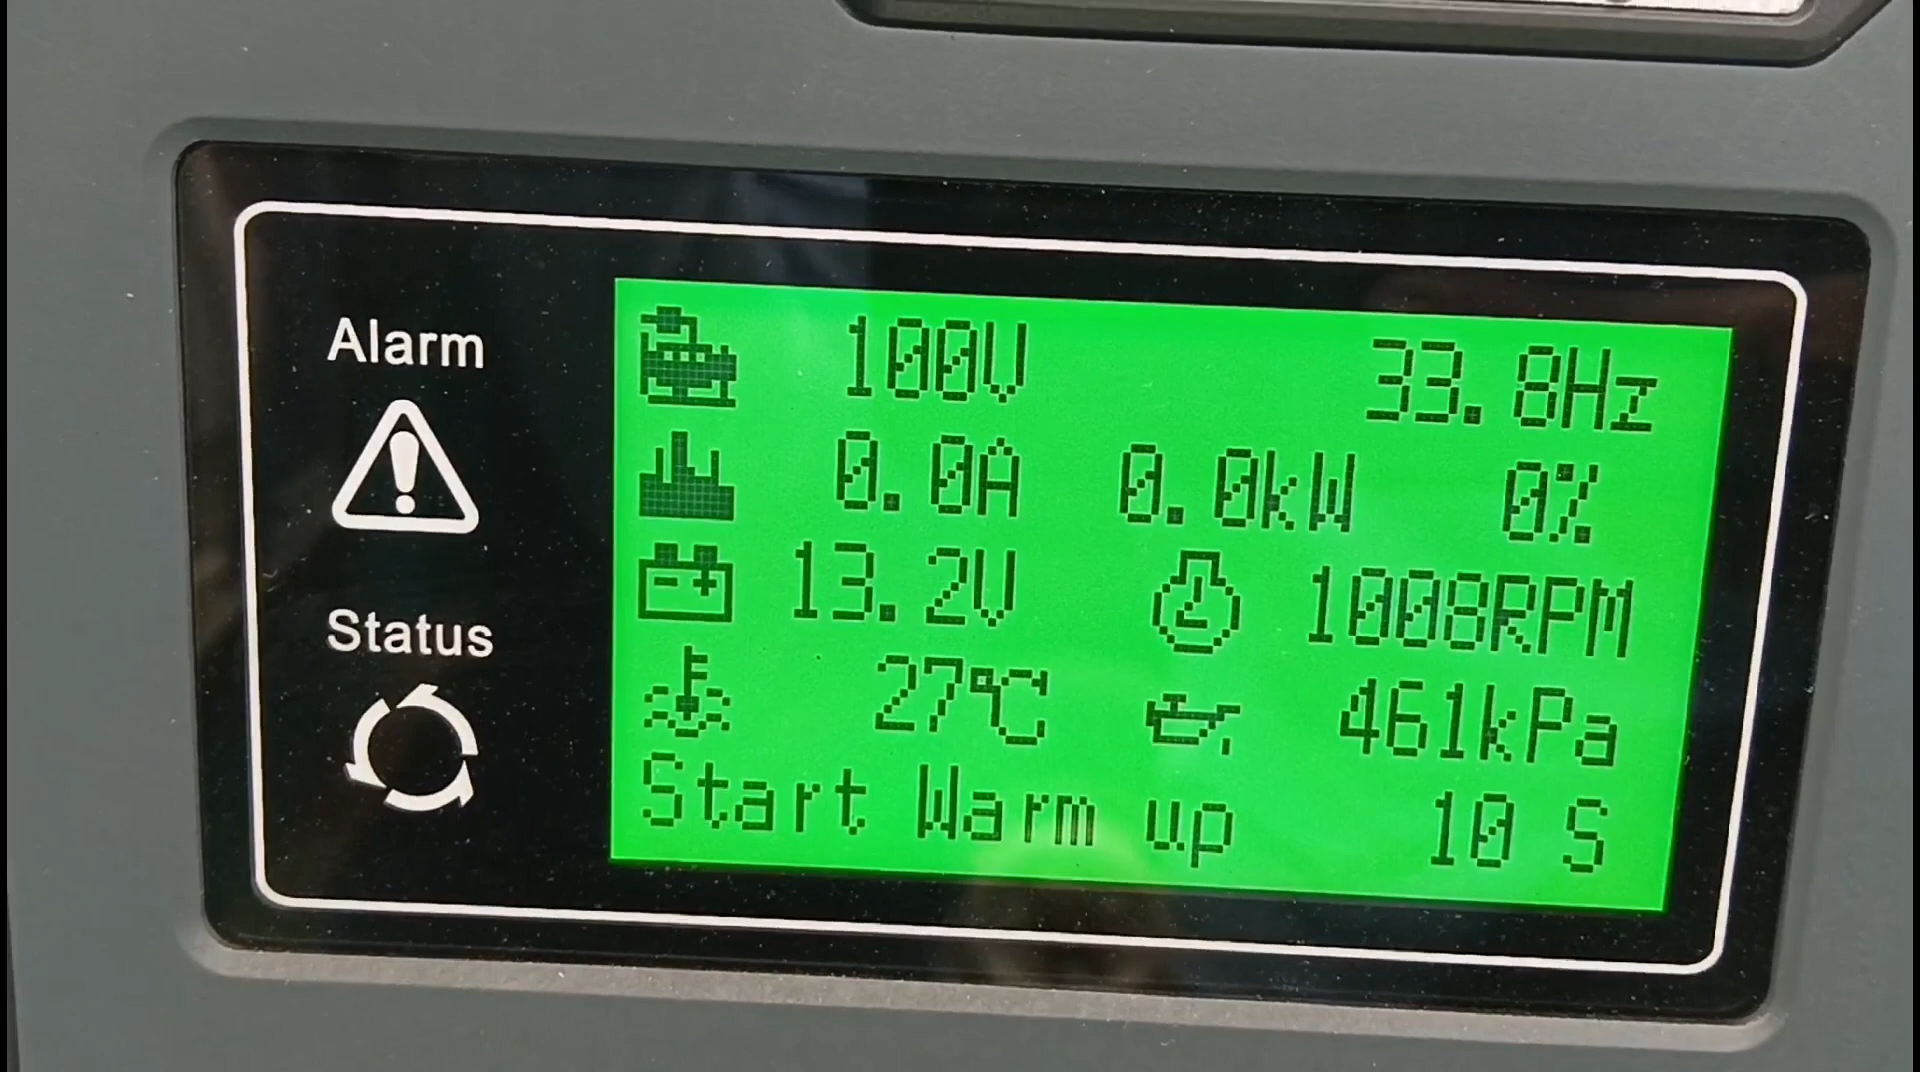 Alarm
Status
100V 33.8Hz
0.0A 0.0kW 0%
13.2V 1008RPM
27℃ 461kPa
Start Warm up 10 S